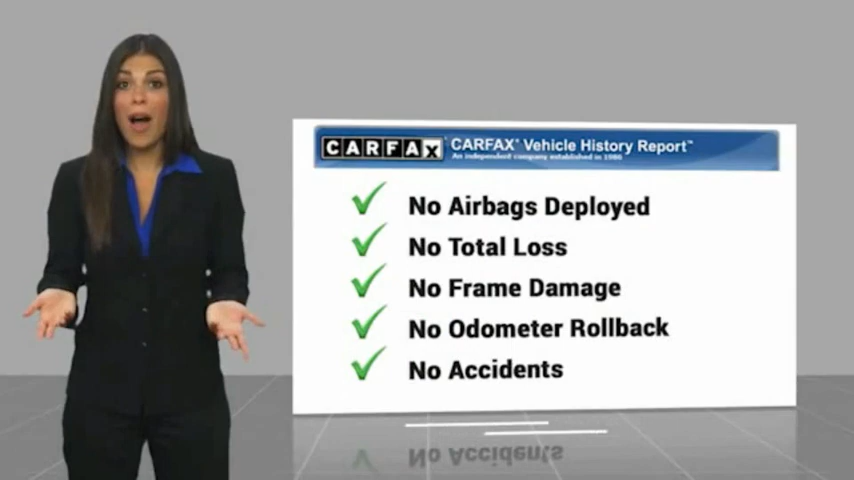 CARFAX CARFAX® Vehicle History Report™
An independent company established in 1986
No Airbags Deployed
No Total Loss
No Frame Damage
No Odometer Rollback
No Accidents
No Accidents